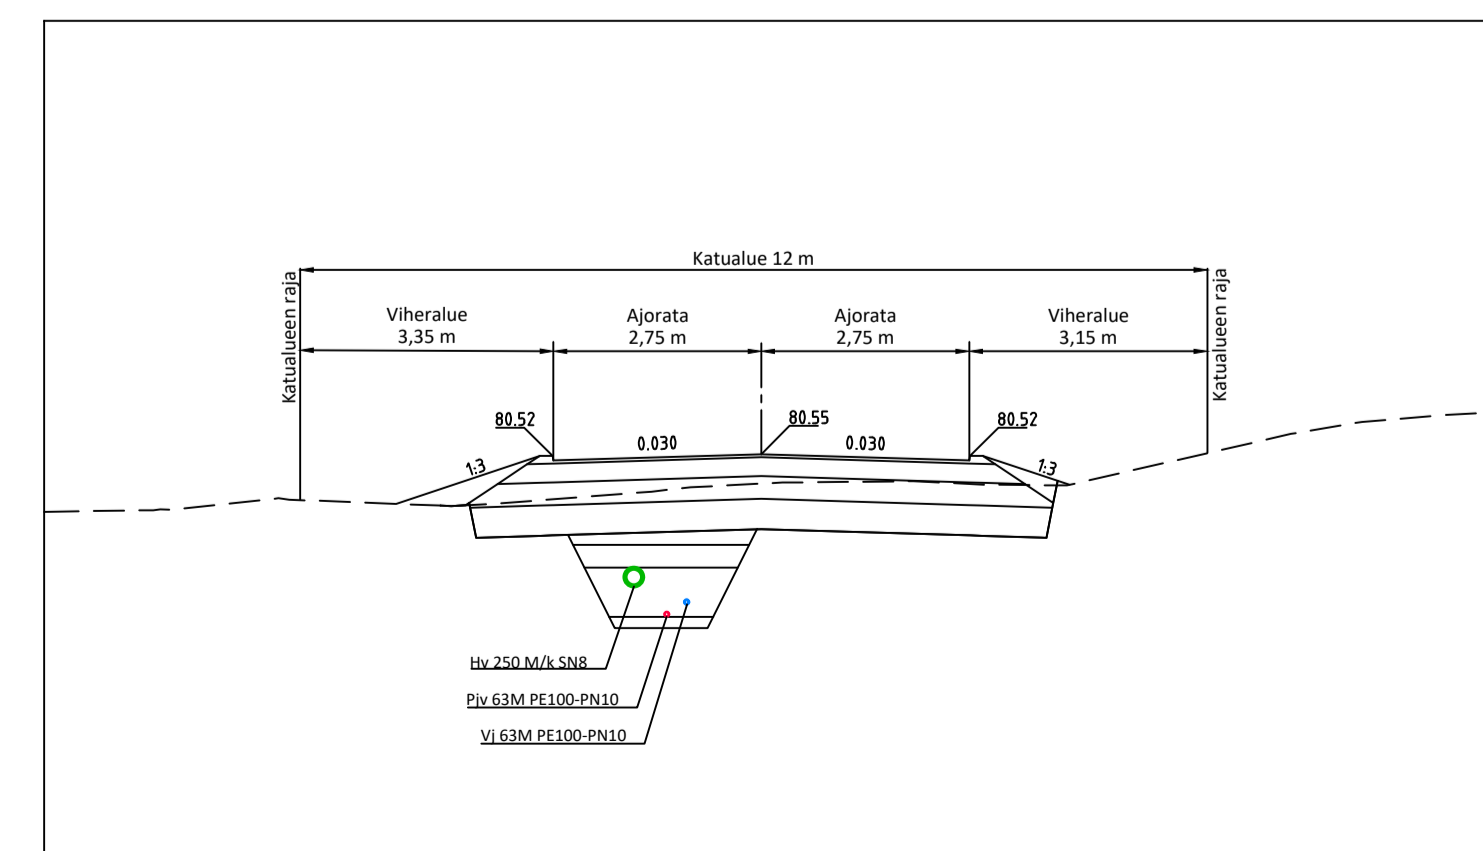 Katualue 12 m
Katualueen raja
Viheralue
3,35 m
Ajorata
2,75 m
Ajorata
2,75 m
Viheralue
3,15 m
Katualueen raja
80.52
80.55
80.52
1:3
0.030
0.030
1:3
Hv 250 M/k SN8
Pjv 63M PE100-PN10
Vj 63M PE100-PN10